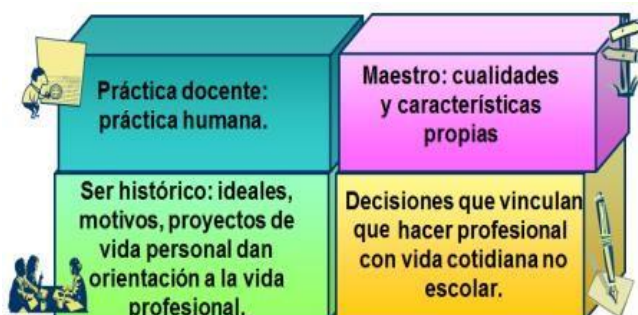 Práctica docente:
práctica humana.
Maestro: cualidades
y características
propias
Ser histórico: ideales,
motivos, proyectos de
vida personal dan
orientación a la vida
profesional.
Decisiones que vinculan
que hacer profesional
con vida cotidiana no
escolar.